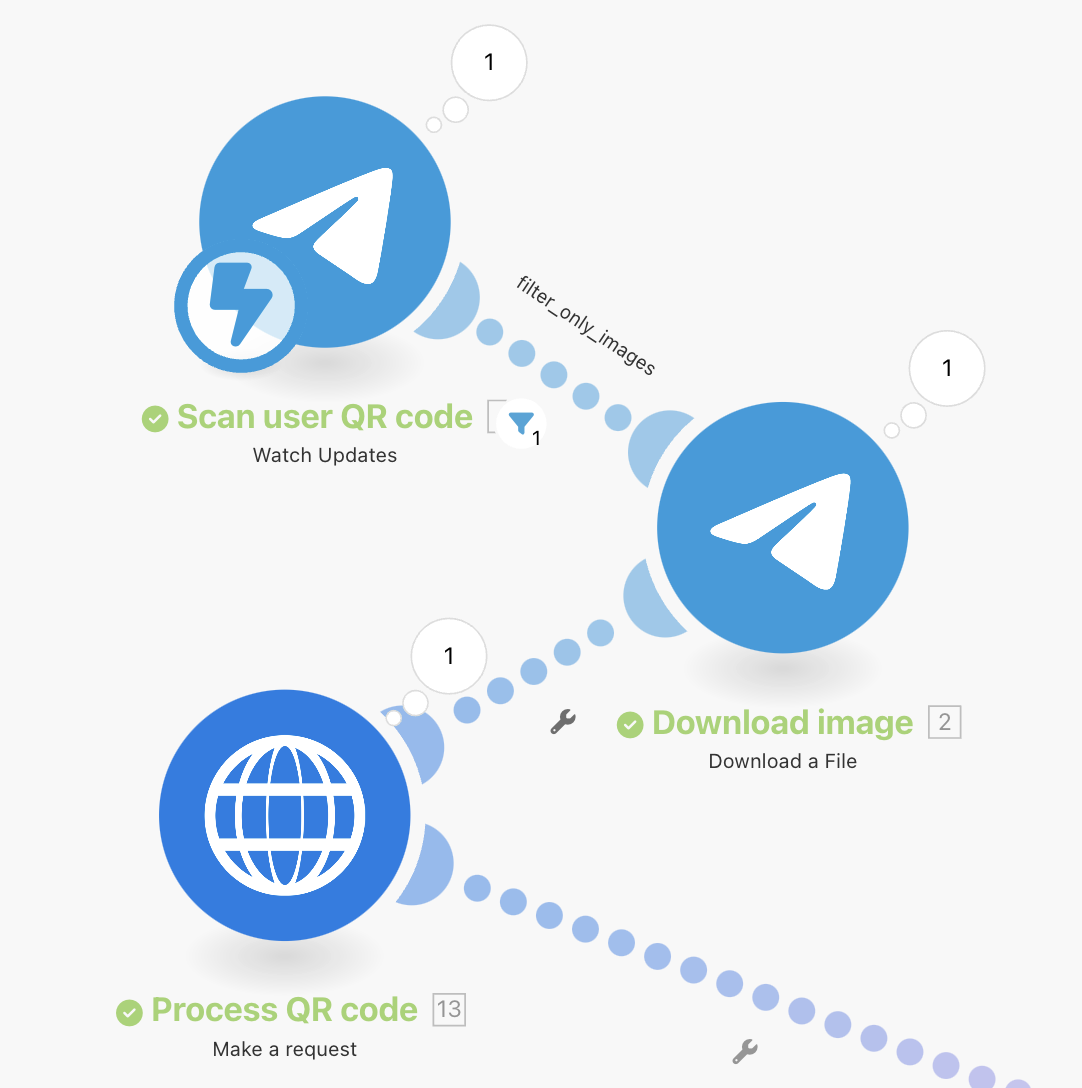 1
filter_only_images
1
Scan user QR code
1
Watch Updates
1
Download image 2
Download a File
Process QR code 13
Make a request